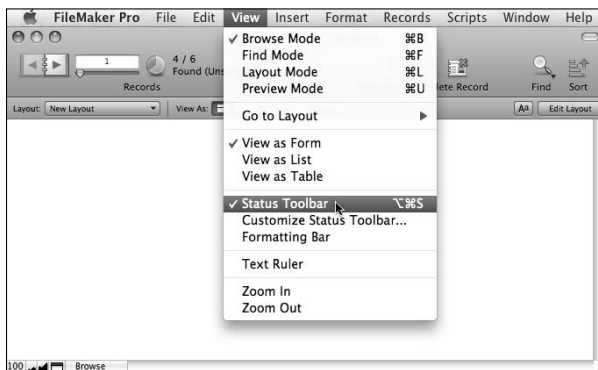 FileMaker Pro File Edit View Insert Format Records Scripts Window Help
✓ Browse Mode ⌘B
Find Mode ⌘F
Layout Mode ⌘L
Preview Mode ⌘U
Go to Layout ▶
✓ View as Form
View as List
View as Table
✓ Status Toolbar ⌥⌘S
Customize Status Toolbar...
Formatting Bar
Text Ruler
Zoom In
Zoom Out
1
4 / 6
Found (Uns
Records
lete Record
Find
Sort
Layout: New Layout
View As:
Aa
Edit Layout
100
Browse